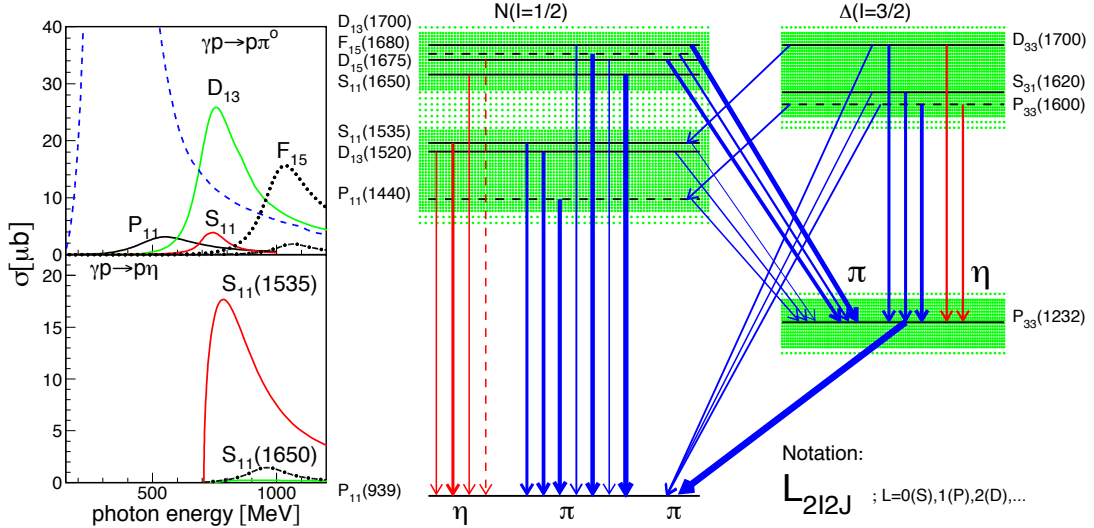 γp→pπ⁰
D₁₃
F₁₅
P₁₁
S₁₁
40
30
20
10
0
σ[μb]
γp→pη
S₁₁(1535)
S₁₁(1650)
20
15
10
5
0
500
1000
photon energy [MeV]
N(I=1/2)
Δ(I=3/2)
D₁₃(1700)
F₁₅(1680)
D₁₅(1675)
S₁₁(1650)
S₁₁(1535)
D₁₃(1520)
P₁₁(1440)
P₁₁(939)
D₃₃(1700)
S₃₁(1620)
P₃₃(1600)
P₃₃(1232)
π
η
η
π
π
Notation:
L₂I₂J ; L=0(S),1(P),2(D),...